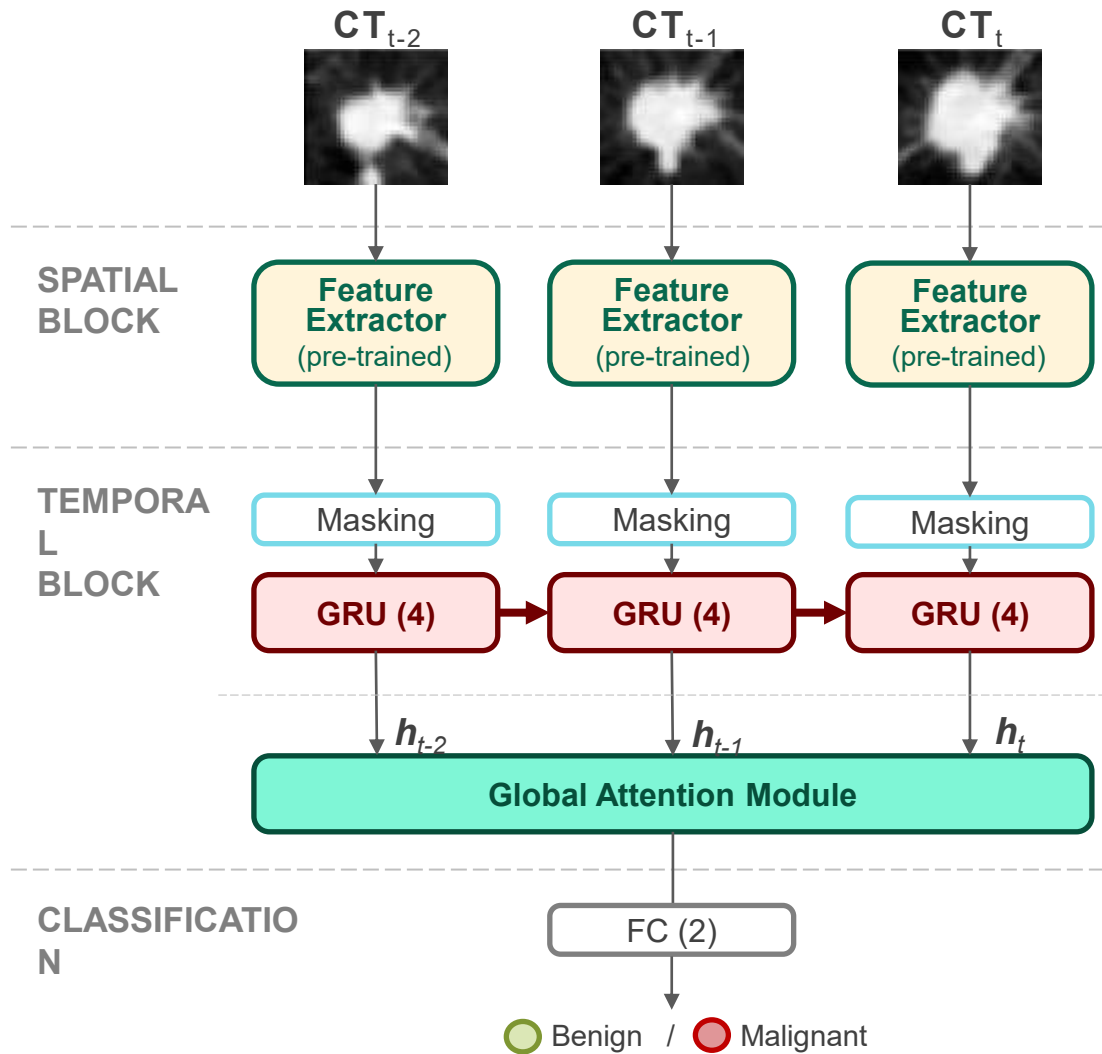 CTt-2 CTt-1 CTt
SPATIAL
BLOCK
Feature
Extractor
(pre-trained)
Feature
Extractor
(pre-trained)
Feature
Extractor
(pre-trained)
TEMPORA
L
BLOCK
Masking Masking Masking
GRU (4) GRU (4) GRU (4)
ht-2 ht-1 ht
Global Attention Module
CLASSIFICATIO
N
FC (2)
Benign / Malignant